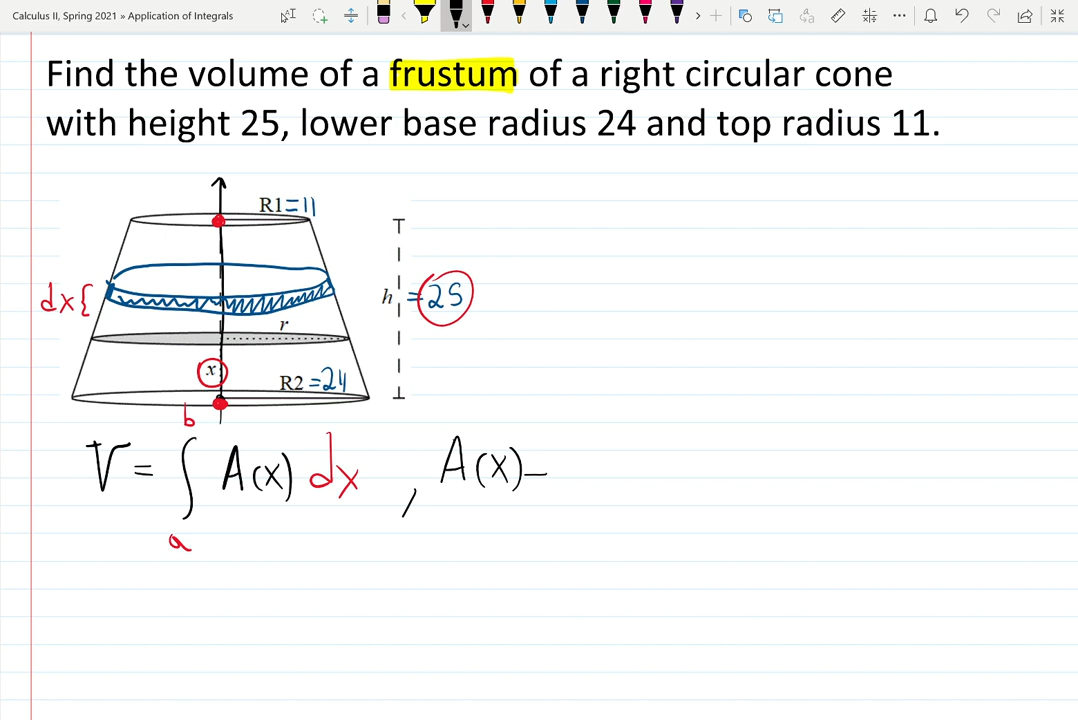 Calculus II, Spring 2021 » Application of Integrals
Find the volume of a frustum of a right circular cone
with height 25, lower base radius 24 and top radius 11.
R1=11
dx{
h =25
r
x
R2=24
b
V = ∫ A(x) dx , A(x)-
a